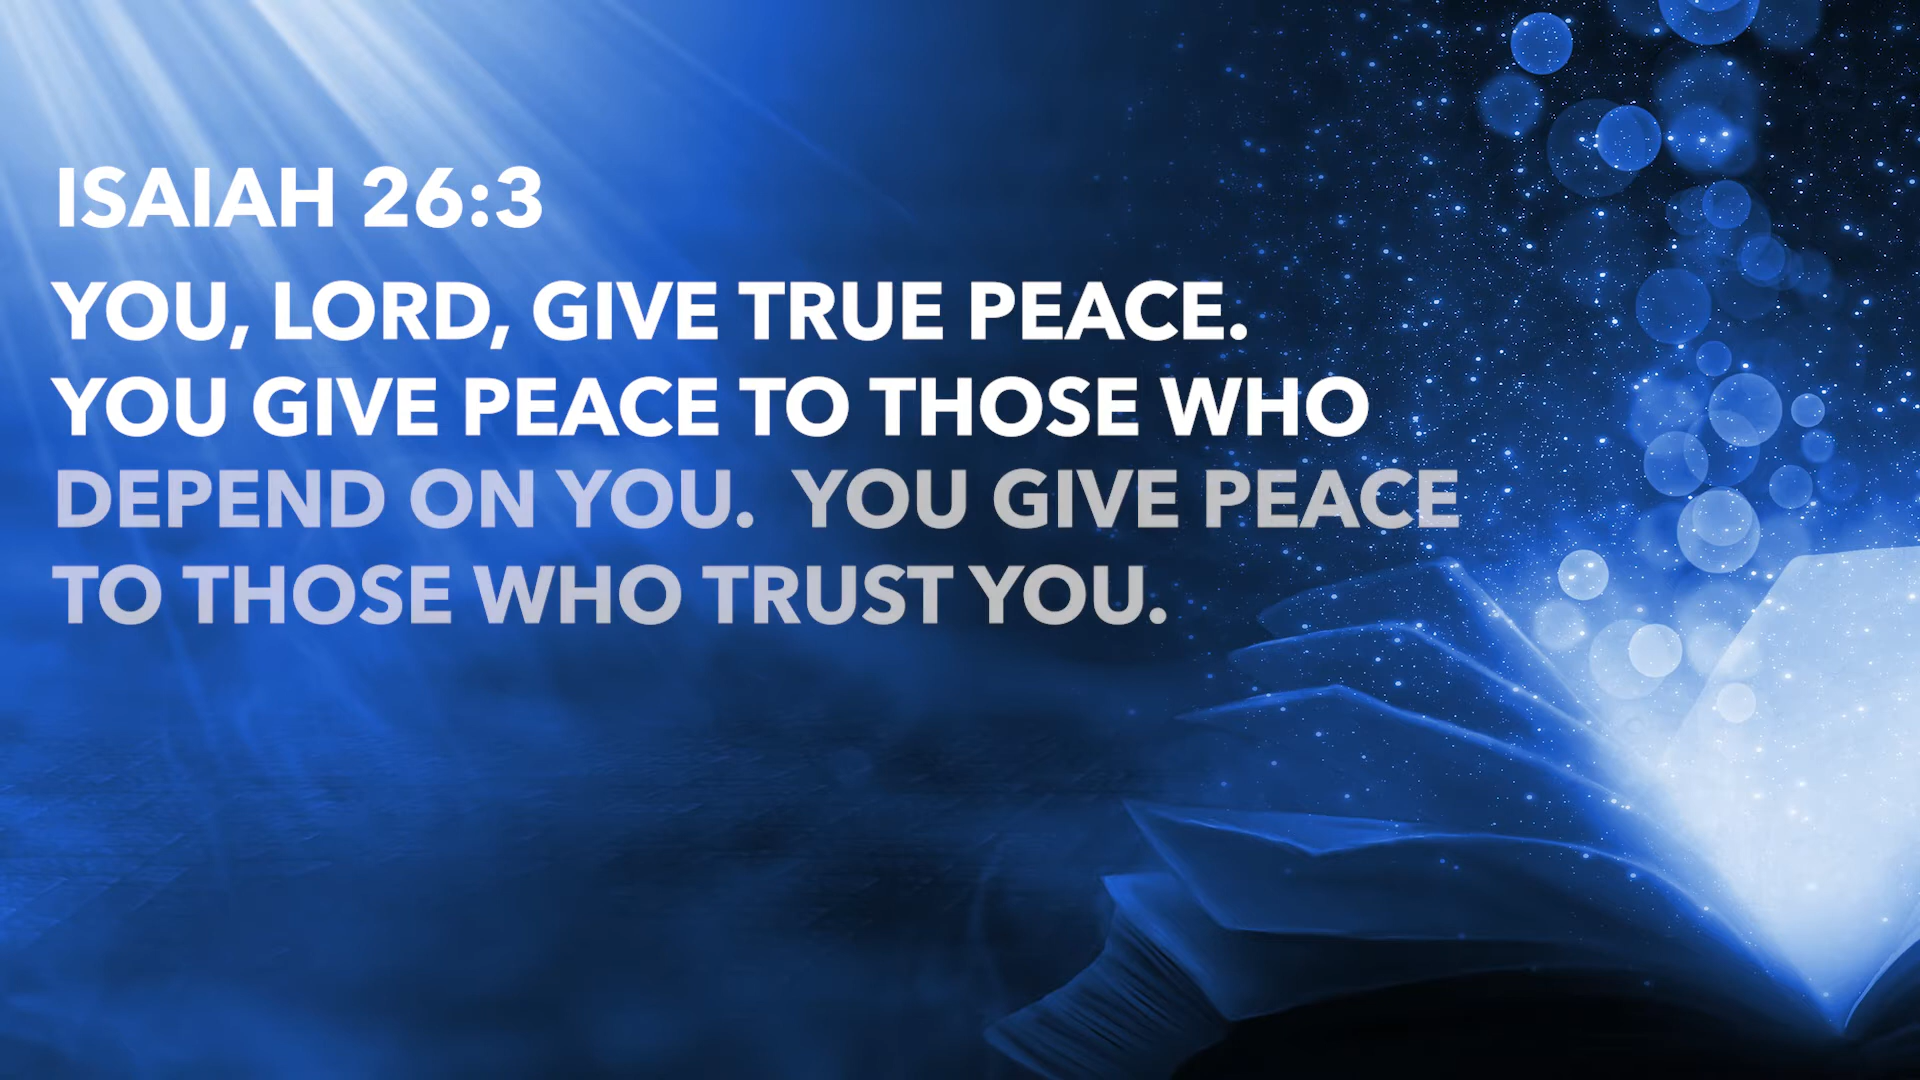 ISAIAH 26:3
YOU, LORD, GIVE TRUE PEACE.
YOU GIVE PEACE TO THOSE WHO
DEPEND ON YOU.  YOU GIVE PEACE
TO THOSE WHO TRUST YOU.